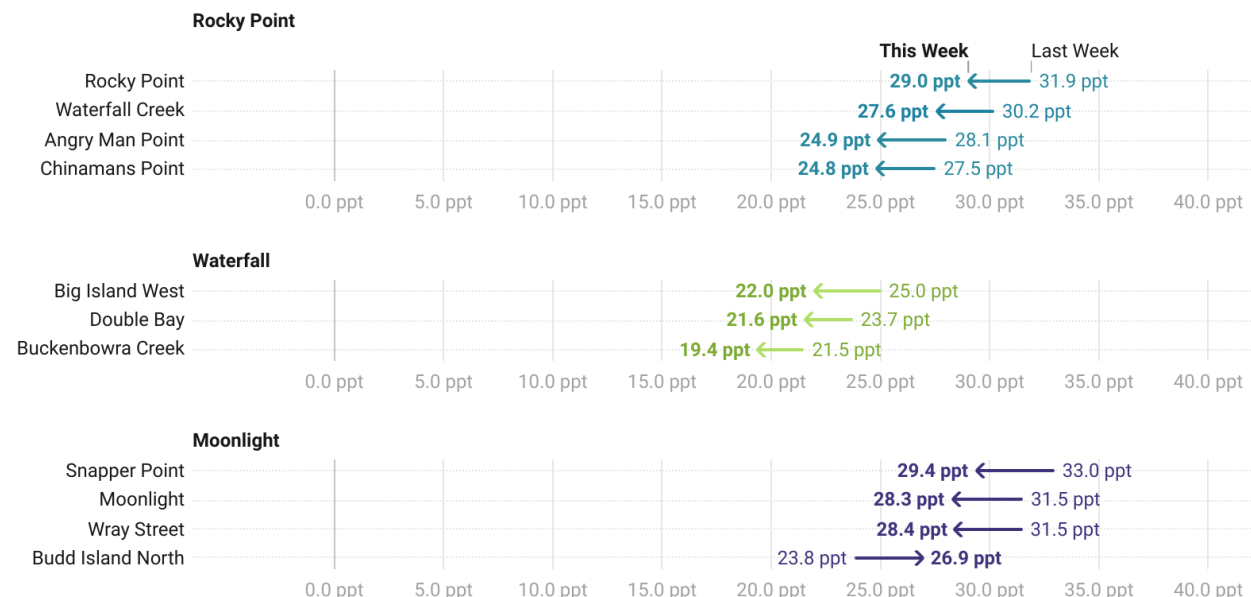 Rocky Point
This Week Last Week
Rocky Point 29.0 ppt 31.9 ppt
Waterfall Creek 27.6 ppt 30.2 ppt
Angry Man Point 24.9 ppt 28.1 ppt
Chinamans Point 24.8 ppt 27.5 ppt
0.0 ppt 5.0 ppt 10.0 ppt 15.0 ppt 20.0 ppt 25.0 ppt 30.0 ppt 35.0 ppt 40.0 ppt
Waterfall
Big Island West 22.0 ppt 25.0 ppt
Double Bay 21.6 ppt 23.7 ppt
Buckenbowra Creek 19.4 ppt 21.5 ppt
0.0 ppt 5.0 ppt 10.0 ppt 15.0 ppt 20.0 ppt 25.0 ppt 30.0 ppt 35.0 ppt 40.0 ppt
Moonlight
Snapper Point 29.4 ppt 33.0 ppt
Moonlight 28.3 ppt 31.5 ppt
Wray Street 28.4 ppt 31.5 ppt
Budd Island North 23.8 ppt 26.9 ppt
0.0 ppt 5.0 ppt 10.0 ppt 15.0 ppt 20.0 ppt 25.0 ppt 30.0 ppt 35.0 ppt 40.0 ppt